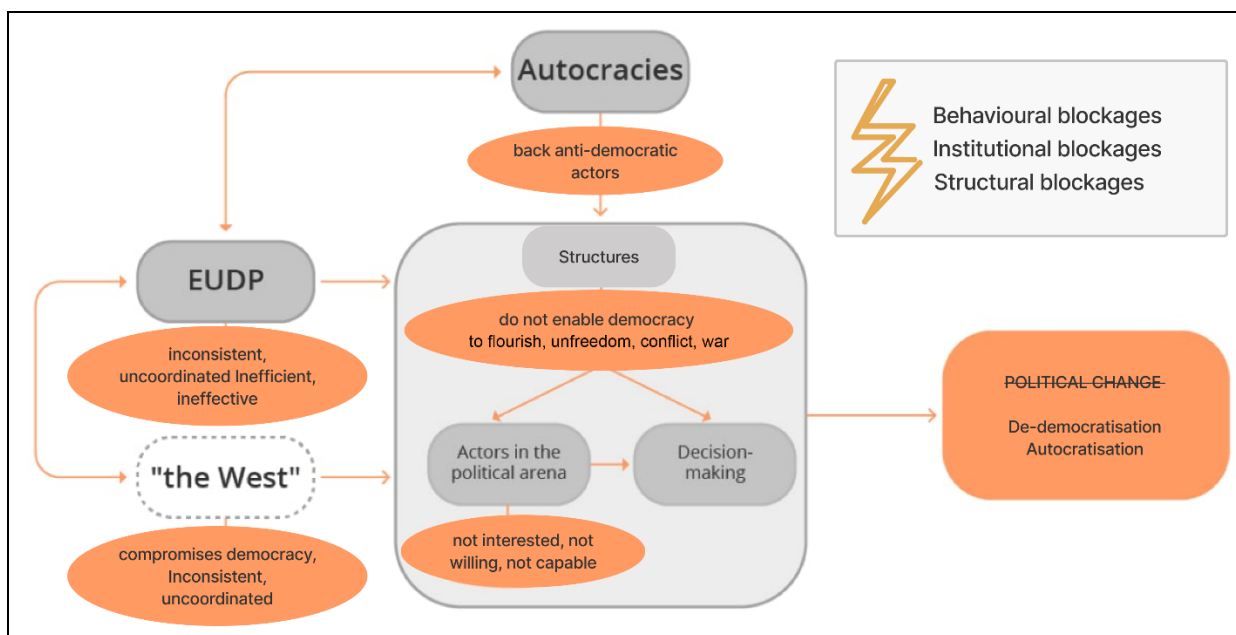 Autocracies
back anti-democratic
actors
Behavioural blockages
Institutional blockages
Structural blockages
Structures
EUDP
do not enable democracy
to flourish, unfreedom, conflict, war
inconsistent,
uncoordinated Inefficient,
ineffective
POLITICAL CHANGE
De-democratisation
Autocratisation
"the West"
Actors in the
political arena
Decision-
making
not interested, not
willing, not capable
compromises democracy,
Inconsistent,
uncoordinated